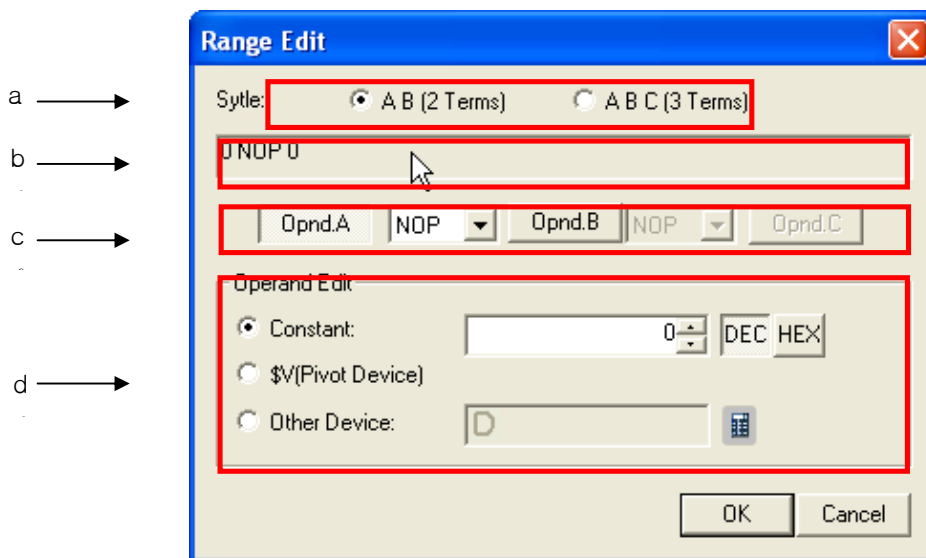 Range Edit
a
Sytle: A B (2 Terms) A B C (3 Terms)
b
0 NOP 0
c
Opnd.A NOP Opnd.B NOP Opnd.C
Operand Edit
Constant: 0 DEC HEX
d
$V(Pivot Device)
Other Device: D
OK Cancel